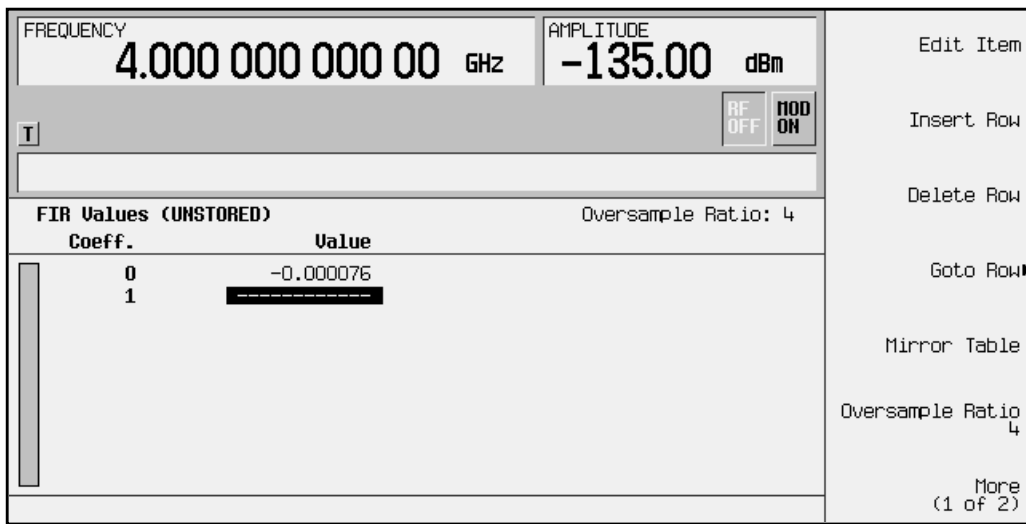 FREQUENCY
4.000 000 000 00 GHz
AMPLITUDE
-135.00 dBm
RF OFF
MOD ON
T
FIR Values (UNSTORED)
Oversample Ratio: 4
Coeff. Value
0 -0.000076
1 ------------
Edit Item
Insert Row
Delete Row
Goto Row
Mirror Table
Oversample Ratio
4
More
(1 of 2)